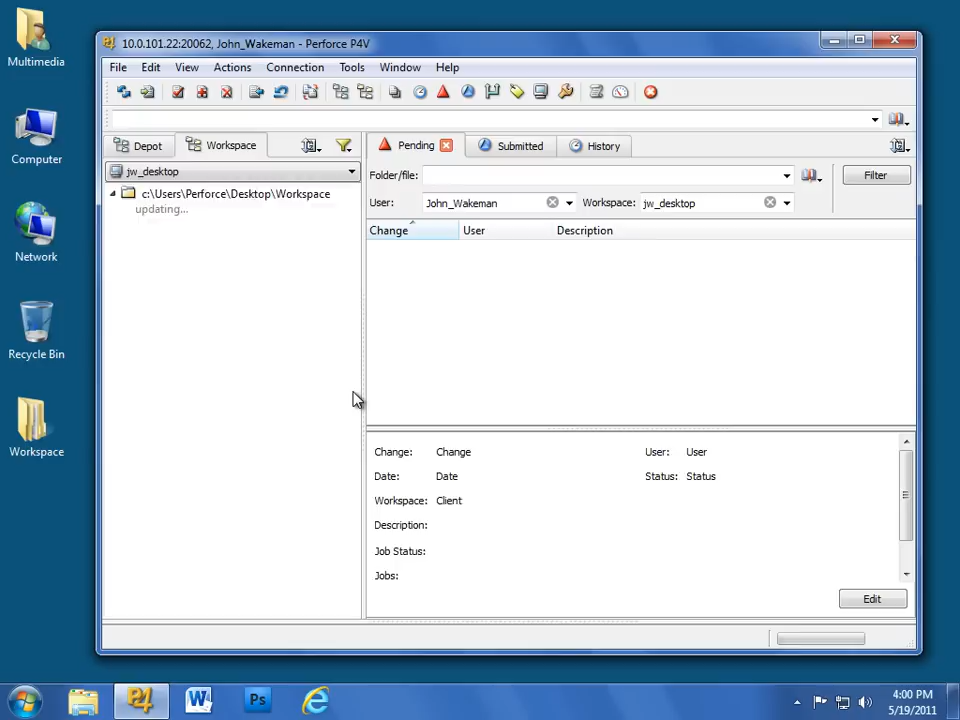 Multimedia
Computer
Network
Recycle Bin
Workspace
10.0.101.22:20062, John_Wakeman - Perforce P4V
File Edit View Actions Connection Tools Window Help
Depot Workspace
jw_desktop
c:\Users\Perforce\Desktop\Workspace
updating...
Pending Submitted History
Folder/file: Filter
User: John_Wakeman Workspace: jw_desktop
Change User Description
Change: Change User: User
Date: Date Status: Status
Workspace: Client
Description:
Job Status:
Jobs:
Edit
P4 W Ps
4:00 PM
5/19/2011